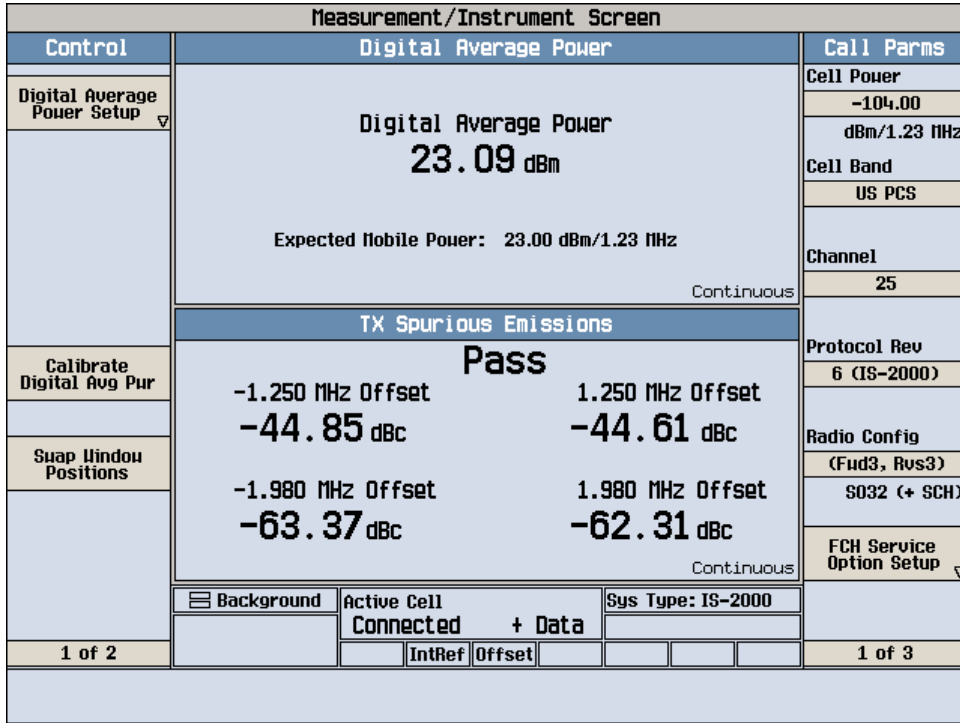 Measurement/Instrument Screen
Control
Digital Average
Power Setup
Calibrate
Digital Avg Pwr
Swap Window
Positions
1 of 2
Digital Average Power
Digital Average Power
23.09 dBm
Expected Mobile Power: 23.00 dBm/1.23 MHz
Continuous
TX Spurious Emissions
Pass
-1.250 MHz Offset 1.250 MHz Offset
-44.85 dBc -44.61 dBc
-1.980 MHz Offset 1.980 MHz Offset
-63.37 dBc -62.31 dBc
Continuous
Background
Active Cell
Sys Type: IS-2000
Connected + Data
IntRef Offset
Call Parms
Cell Power
-104.00
dBm/1.23 MHz
Cell Band
US PCS
Channel
25
Protocol Rev
6 (IS-2000)
Radio Config
(Fwd3, Rvs3)
SO32 (+ SCH)
FCH Service
Option Setup
1 of 3